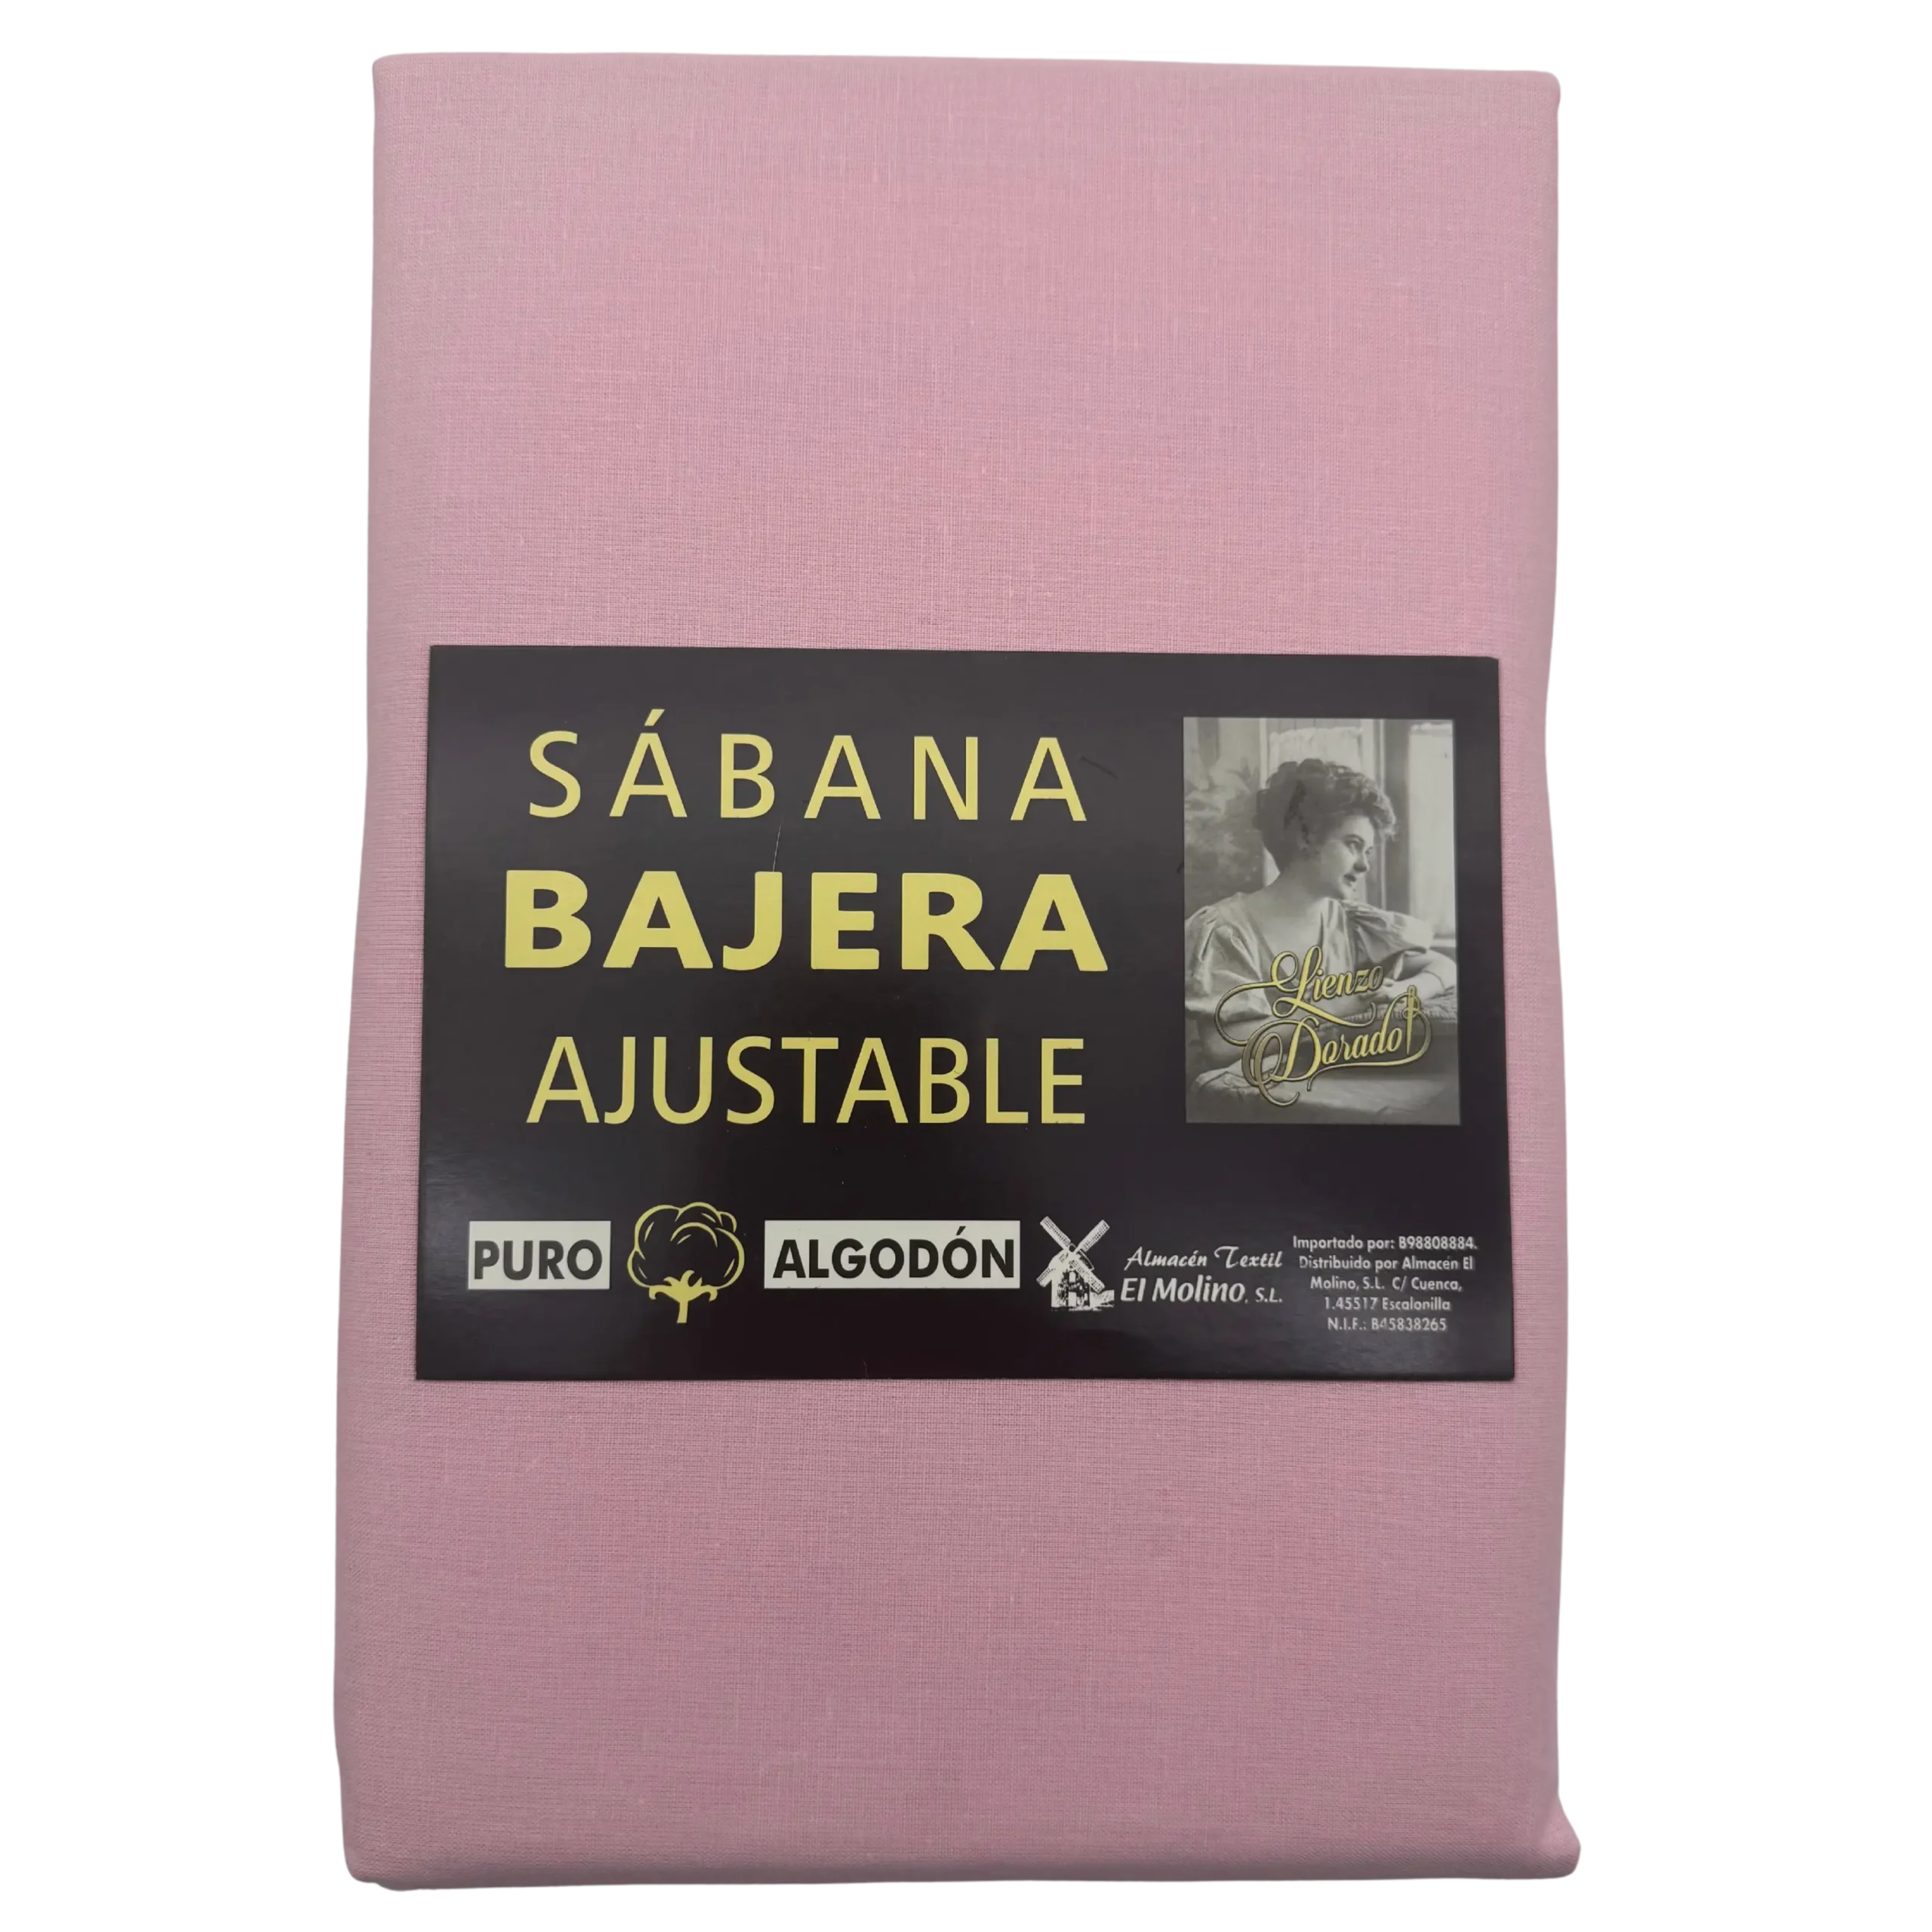 SÁBANA
BAJERA
AJUSTABLE
Lienzo
Dorado
PURO
ALGODÓN
Almacén Textil
El Molino, S.L.
Importado por: B98808884.
Distribuido por Almacén El
Molino, S.L. C/ Cuenca,
1.45517 Escalonilla
N.I.F.: B45838265